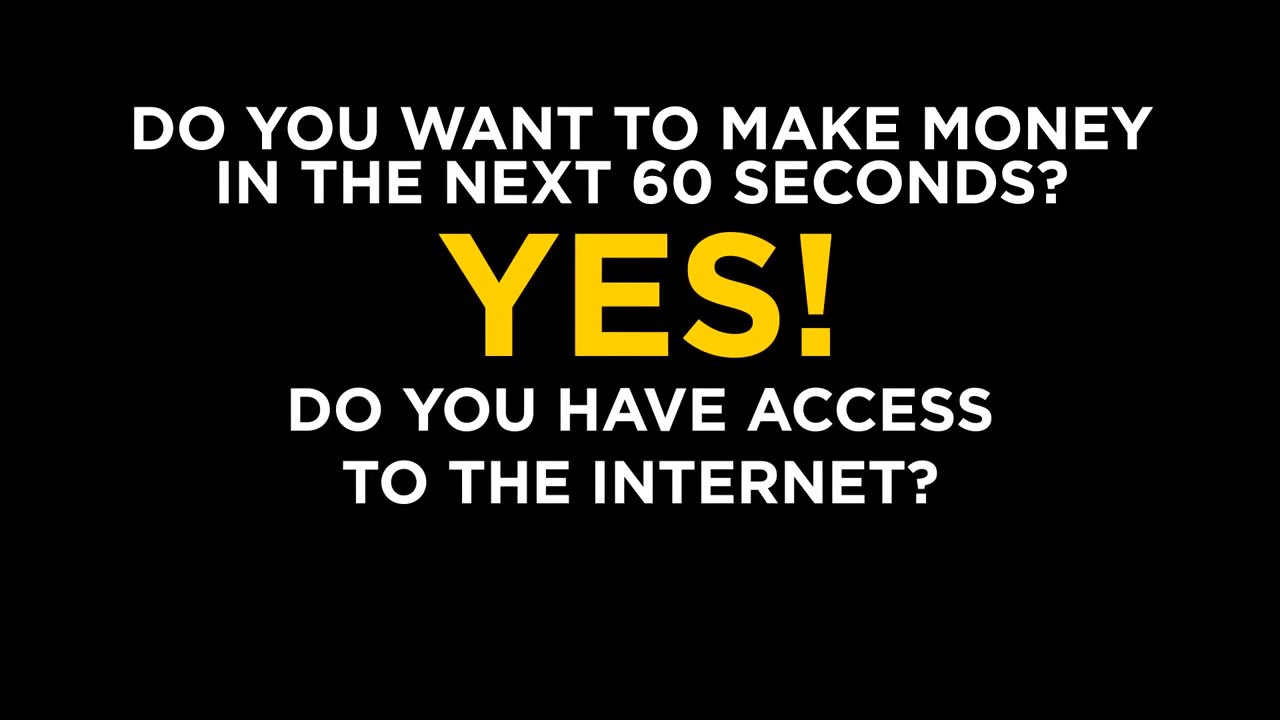 DO YOU WANT TO MAKE MONEY
IN THE NEXT 60 SECONDS?
YES!
DO YOU HAVE ACCESS
TO THE INTERNET?